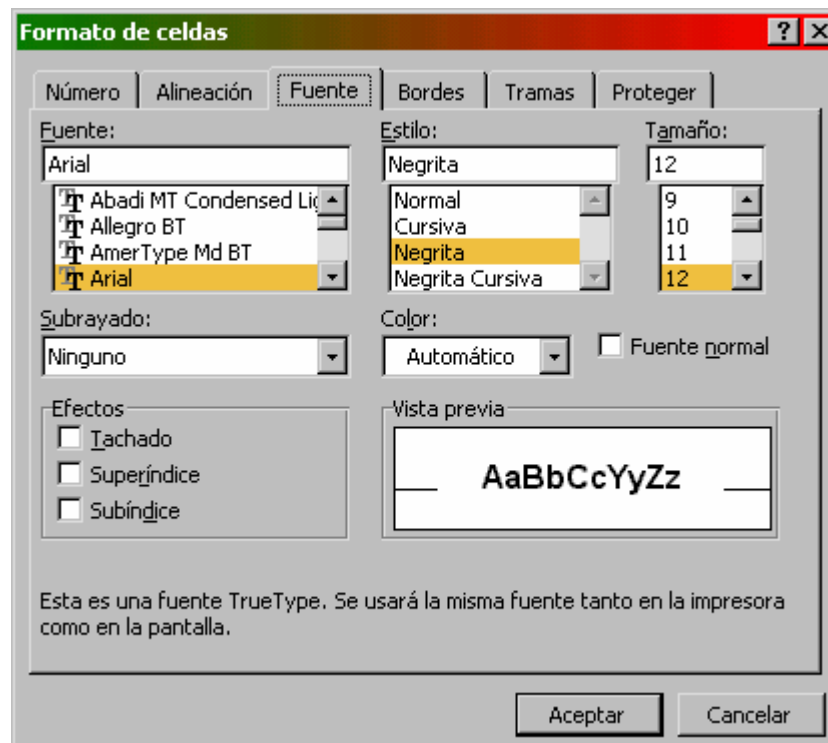 Formato de celdas
Número Alineación Fuente Bordes Tramas Proteger
Fuente: Estilo: Tamaño:
Arial Negrita 12
Abadi MT Condensed Lig Normal 9
Allegro BT Cursiva 10
AmerType Md BT Negrita 11
Arial Negrita Cursiva 12
Subrayado: Color:
Ninguno Automático Fuente normal
Efectos Vista previa
Tachado
Superíndice AaBbCcYyZz
Subíndice
Esta es una fuente TrueType. Se usará la misma fuente tanto en la impresora
como en la pantalla.
Aceptar Cancelar